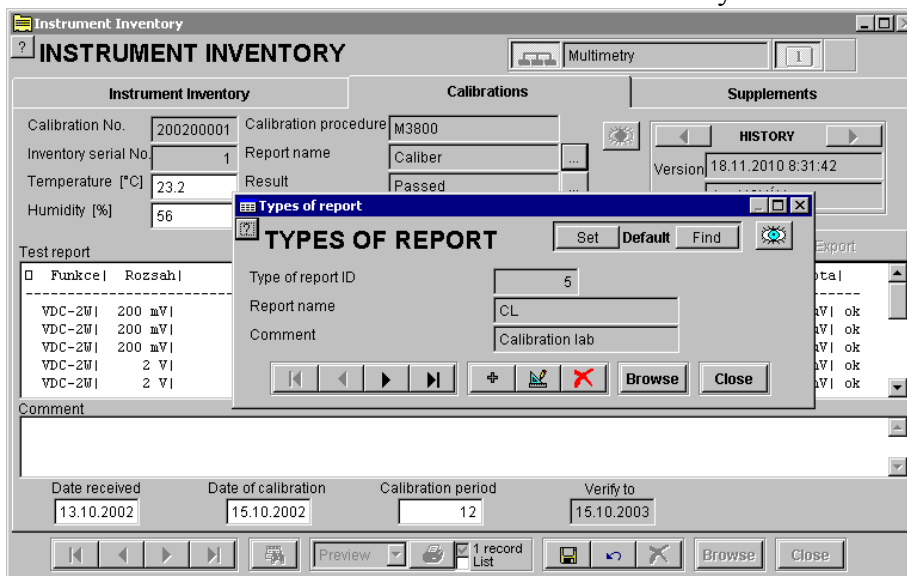 Instrument Inventory
? INSTRUMENT INVENTORY Multimetry 1
Instrument Inventory Calibrations Supplements
Calibration No. 200200001 Calibration procedure M3800 HISTORY
Inventory serial No. 1 Report name Caliber ... Version 18.11.2010 8:31:42
Temperature [°C] 23.2 Result Passed ...
Humidity [%] 56
Types of report
? TYPES OF REPORT Set Default Find
Test report Export
Type of report ID 5
Report name CL
Comment Calibration lab
Browse Close
Funkce| Rozsah|
VDC-2W| 200 mV| mV| ok
VDC-2W| 200 mV| mV| ok
VDC-2W| 200 mV| mV| ok
VDC-2W| 2 V| mV| ok
VDC-2W| 2 V| mV| ok
Comment
Date received Date of calibration Calibration period Verify to
13.10.2002 15.10.2002 12 15.10.2003
Preview 1 record List Browse Close